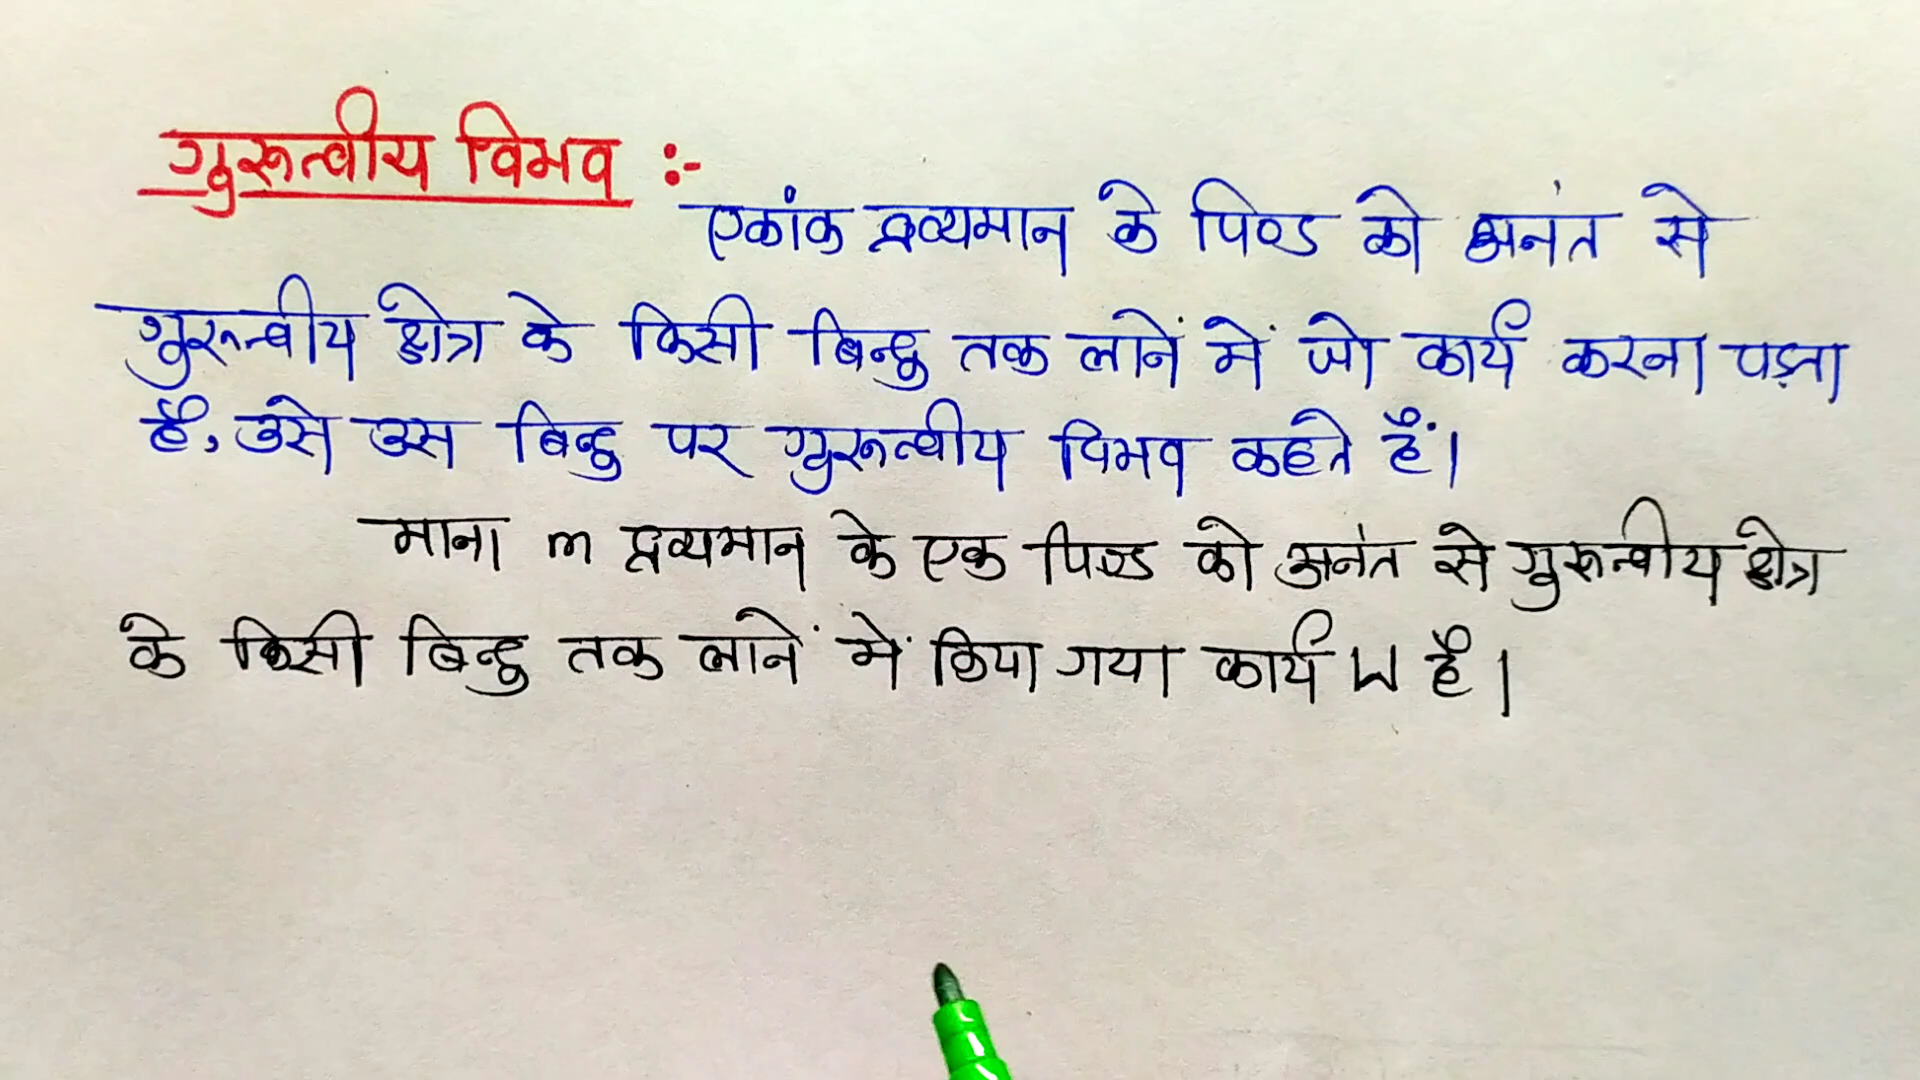 गुरूत्वीय विभव :-
एकांक द्रव्यमान के पिण्ड को अनंत से
गुरूत्वीय क्षेत्र के किसी बिन्दु तक लानें में जो कार्य करना पड़ता
है, उसे उस बिन्दु पर गुरूत्वीय विभव कहते हैं।
माना m द्रव्यमान के एक पिण्ड को अनंत से गुरूत्वीय क्षेत्र
के किसी बिन्दु तक लानें में किया गया कार्य W है।